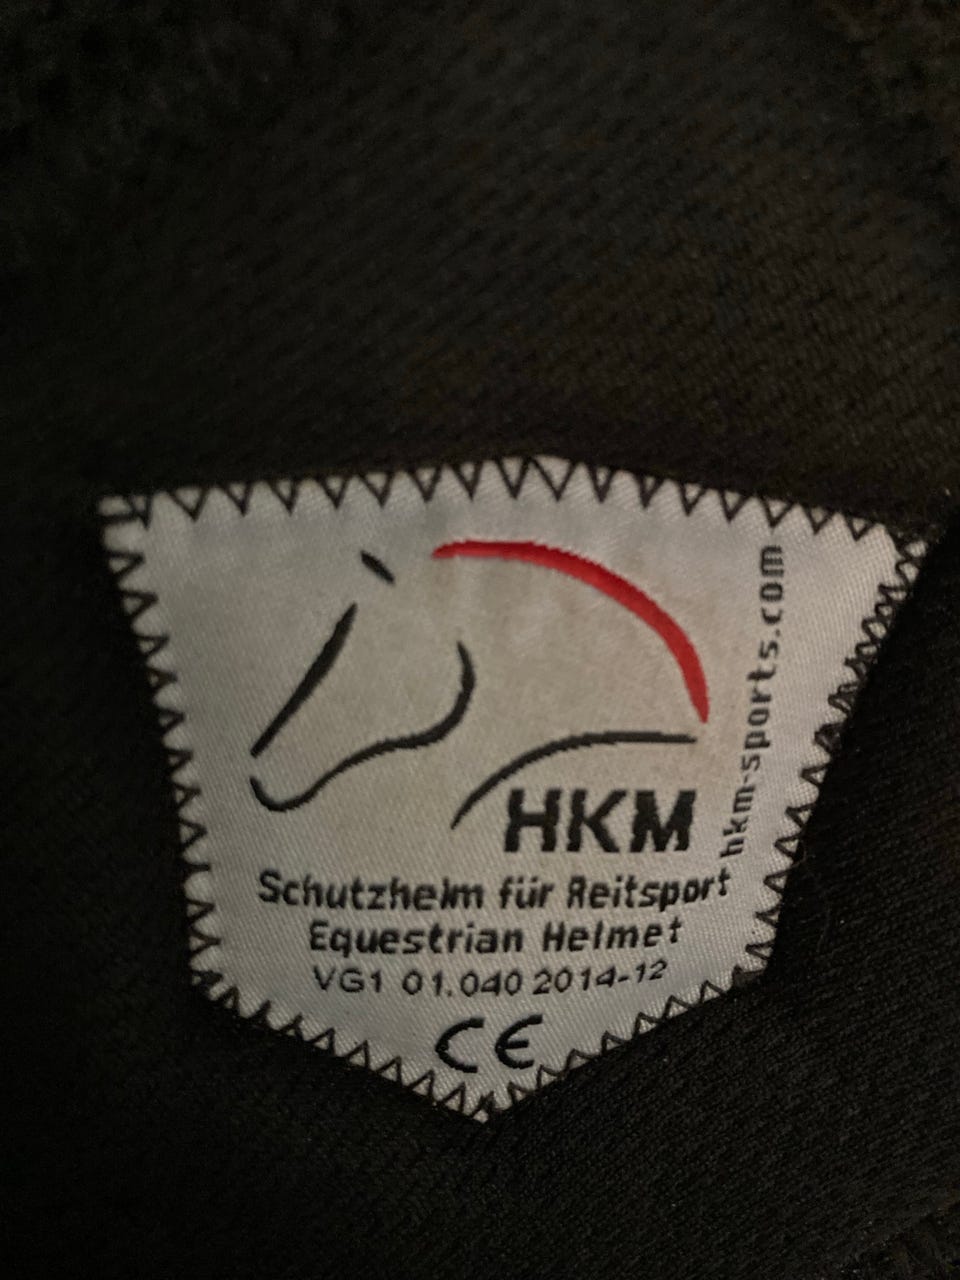 HKM
hkm-sports.com
Schutzhelm für Reitsport
Equestrian Helmet
VG1 01.040 2014-12
CE